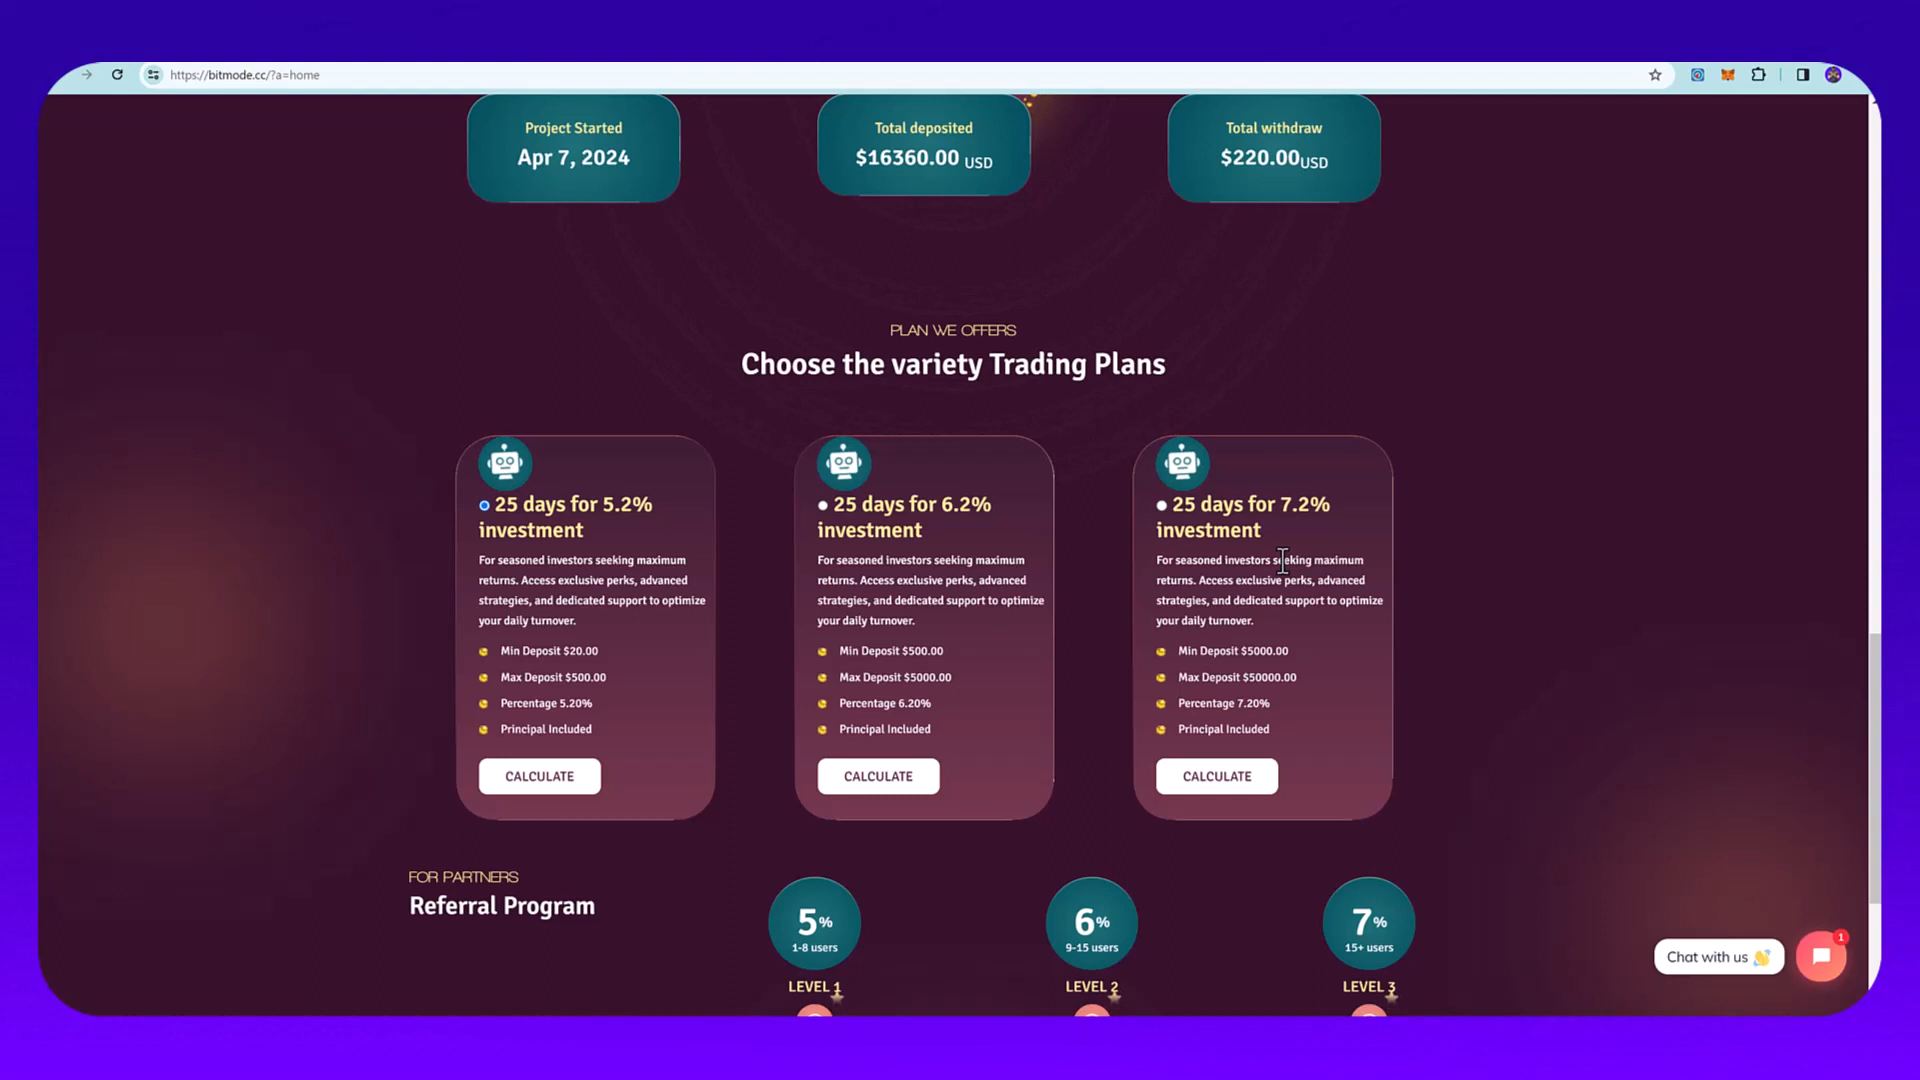 https://bitmode.cc/?a=home
Project Started
Apr 7, 2024
Total deposited
$16360.00 USD
Total withdraw
$220.00USD
PLAN WE OFFERS
Choose the variety Trading Plans
25 days for 5.2%
investment
For seasoned investors seeking maximum
returns. Access exclusive perks, advanced
strategies, and dedicated support to optimize
your daily turnover.
Min Deposit $20.00
Max Deposit $500.00
Percentage 5.20%
Principal Included
CALCULATE
25 days for 6.2%
investment
For seasoned investors seeking maximum
returns. Access exclusive perks, advanced
strategies, and dedicated support to optimize
your daily turnover.
Min Deposit $500.00
Max Deposit $5000.00
Percentage 6.20%
Principal Included
CALCULATE
25 days for 7.2%
investment
For seasoned investors seeking maximum
returns. Access exclusive perks, advanced
strategies, and dedicated support to optimize
your daily turnover.
Min Deposit $5000.00
Max Deposit $50000.00
Percentage 7.20%
Principal Included
CALCULATE
FOR PARTNERS
Referral Program
5%
1-8 users
LEVEL 1
6%
9-15 users
LEVEL 2
7%
15+ users
LEVEL 3
Chat with us 👋
1